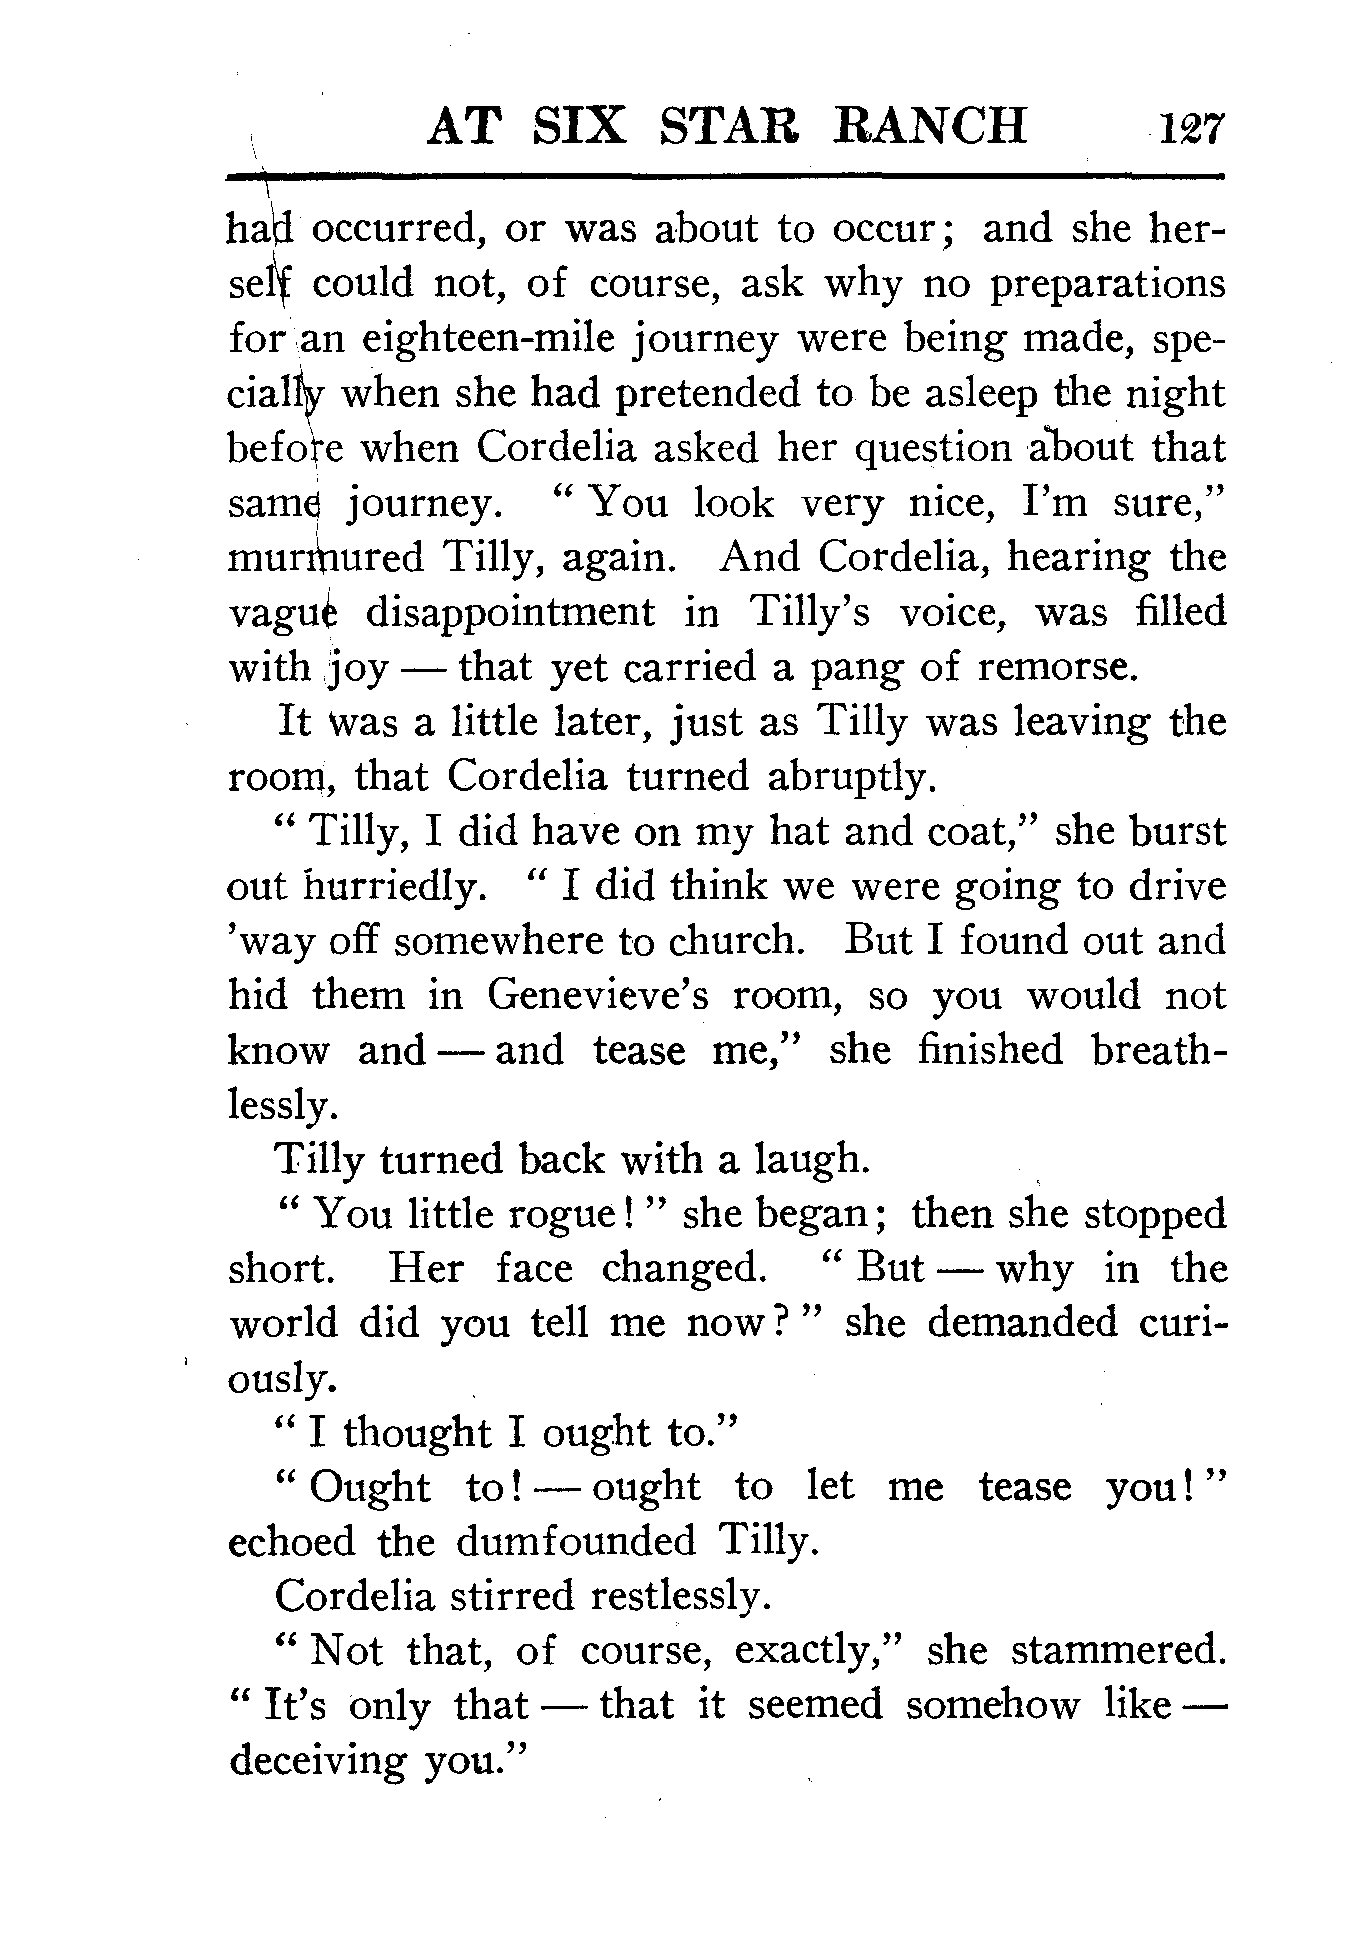 AT SIX STAR RANCH 127
had occurred, or was about to occur; and she her-
self could not, of course, ask why no preparations
for an eighteen-mile journey were being made, spe-
cially when she had pretended to be asleep the night
before when Cordelia asked her question about that
same journey. " You look very nice, I'm sure,"
murmured Tilly, again. And Cordelia, hearing the
vague disappointment in Tilly's voice, was filled
with joy — that yet carried a pang of remorse.
It was a little later, just as Tilly was leaving the
room, that Cordelia turned abruptly.
" Tilly, I did have on my hat and coat," she burst
out hurriedly. " I did think we were going to drive
'way off somewhere to church. But I found out and
hid them in Genevieve's room, so you would not
know and — and tease me," she finished breath-
lessly.
Tilly turned back with a laugh.
" You little rogue! " she began; then she stopped
short. Her face changed. " But — why in the
world did you tell me now? " she demanded curi-
ously.
" I thought I ought to."
" Ought to! — ought to let me tease you! "
echoed the dumfounded Tilly.
Cordelia stirred restlessly.
" Not that, of course, exactly," she stammered.
" It's only that — that it seemed somehow like —
deceiving you."